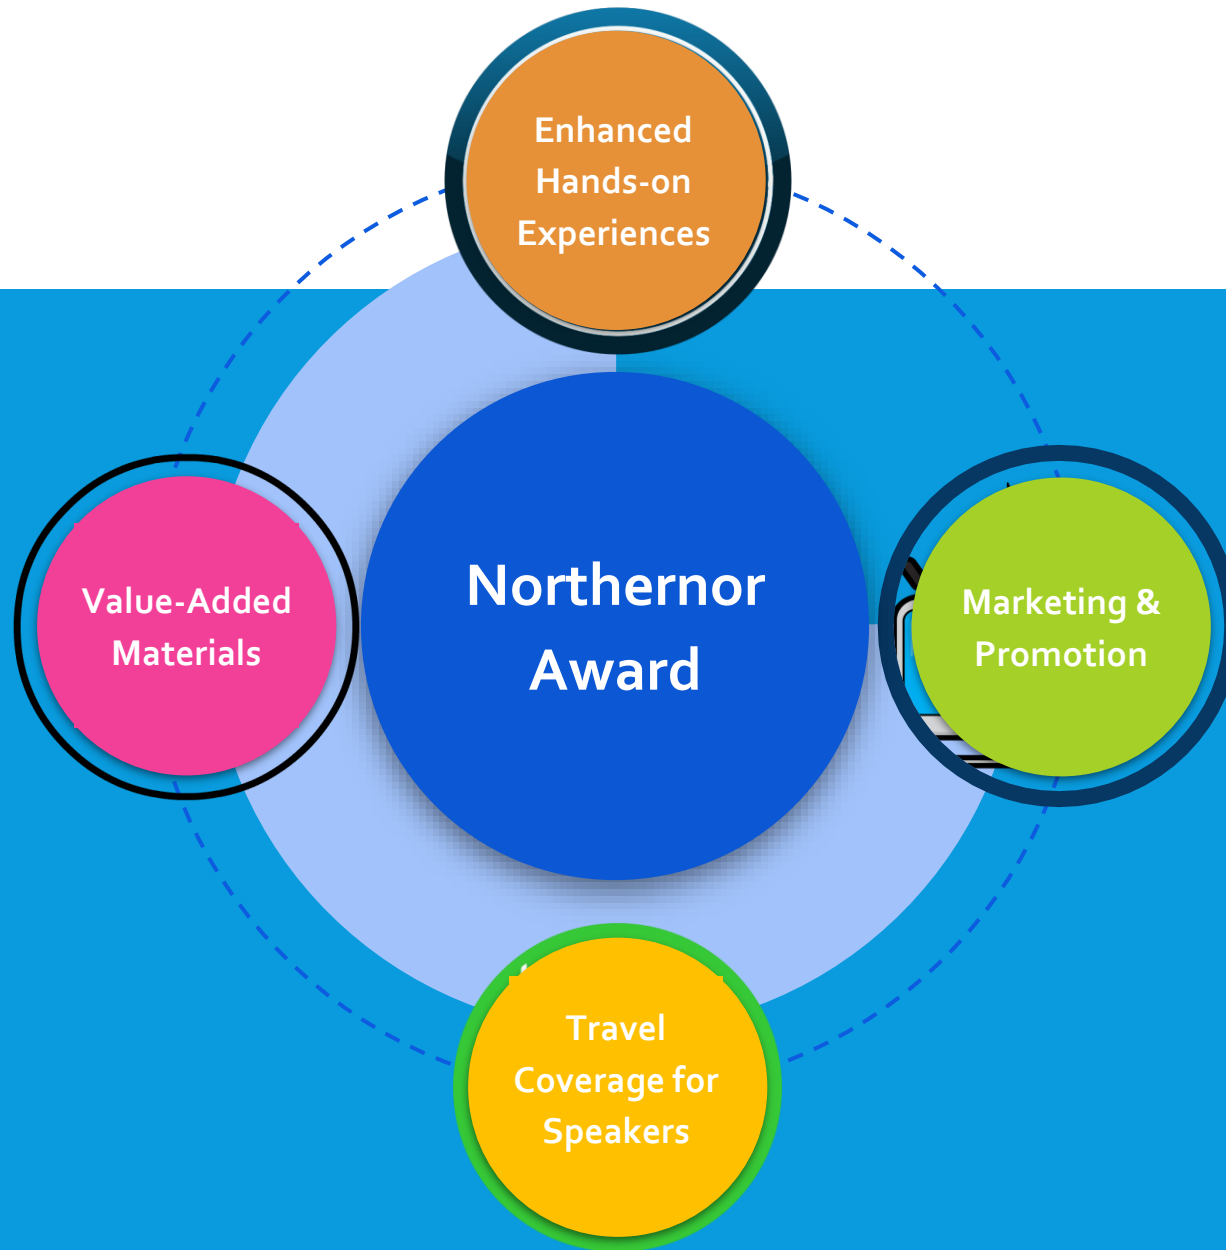 Enhanced
Hands-on
Experiences
Value-Added
Materials
Northernor
Award
Marketing &
Promotion
Travel
Coverage for
Speakers